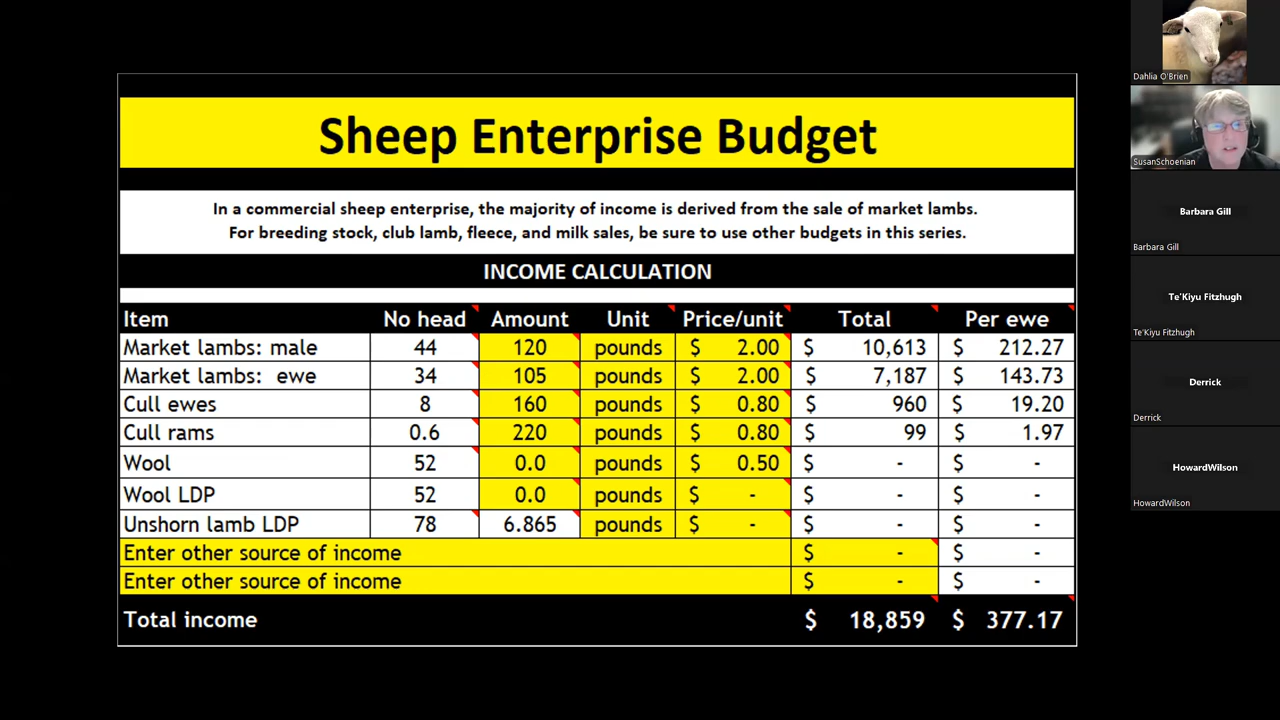 Sheep Enterprise Budget
In a commercial sheep enterprise, the majority of income is derived from the sale of market lambs.
For breeding stock, club lamb, fleece, and milk sales, be sure to use other budgets in this series.
INCOME CALCULATION
Item No head Amount Unit Price/unit Total Per ewe
Market lambs: male 44 120 pounds $ 2.00 $ 10,613 $ 212.27
Market lambs: ewe 34 105 pounds $ 2.00 $ 7,187 $ 143.73
Cull ewes 8 160 pounds $ 0.80 $ 960 $ 19.20
Cull rams 0.6 220 pounds $ 0.80 $ 99 $ 1.97
Wool 52 0.0 pounds $ 0.50 $ - $ -
Wool LDP 52 0.0 pounds $ - $ - $ -
Unshorn lamb LDP 78 6.865 pounds $ - $ - $ -
Enter other source of income $ - $ -
Enter other source of income $ - $ -
Total income $ 18,859 $ 377.17
Dahlia O'Brien
SusanSchoenian
Barbara Gill
Barbara Gill
Te'Kiyu Fitzhugh
Te'Kiyu Fitzhugh
Derrick
Derrick
HowardWilson
HowardWilson